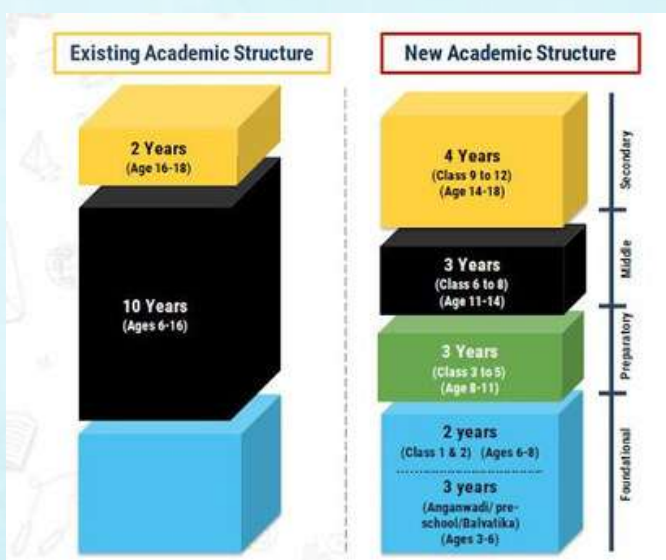 Existing Academic Structure
2 Years
(Age 16-18)
10 Years
(Ages 6-16)
New Academic Structure
4 Years
(Class 9 to 12)
(Age 14-18)
3 Years
(Class 6 to 8)
(Age 11-14)
3 Years
(Class 3 to 5)
(Age 8-11)
2 years
(Class 1 & 2) (Ages 6-8)
3 years
(Anganwadi/ pre-
school/Balvatika)
(Ages 3-6)
Secondary
Middle
Preparatory
Foundational